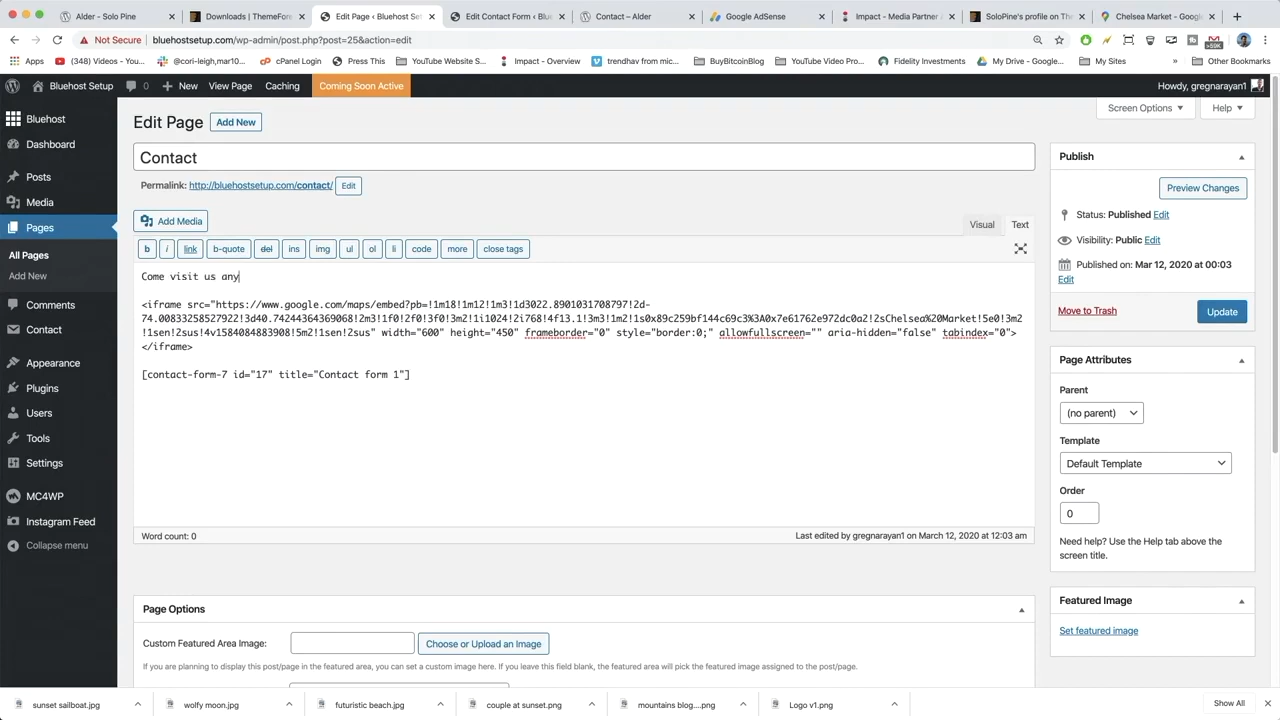 Alder - Solo Pine
Downloads | ThemeFore
Edit Page ‹ Bluehost Set
Edit Contact Form ‹ Blue
Contact – Alder
Google AdSense
Impact - Media Partner
SoloPine's profile on Th
Chelsea Market - Googl
Not Secure | bluehostsetup.com/wp-admin/post.php?post=25&action=edit
>59K
Apps
(348) Videos - You...
@cori-leigh,mar10...
cPanel Login
Press This
YouTube Website S...
Impact - Overview
trendhav from mic...
BuyBitcoinBlog
YouTube Video Pro...
Fidelity Investments
My Drive - Google...
My Sites
»
Other Bookmarks
Bluehost Setup
0
New
View Page
Caching
Coming Soon Active
Howdy, gregnarayan1
Screen Options
Help
Bluehost
Dashboard
Posts
Media
Pages
All Pages
Add New
Comments
Contact
Appearance
Plugins
Users
Tools
Settings
MC4WP
Instagram Feed
Collapse menu
Edit Page
Add New
Contact
Permalink: http://bluehostsetup.com/contact/ Edit
Add Media
Visual
Text
b
i
link
b-quote
del
ins
img
ul
ol
li
code
more
close tags
Come visit us any
<iframe src="https://www.google.com/maps/embed?pb=!1m18!1m12!1m3!1d3022.8901031708797!2d-
74.00833258527922!3d40.74244364369068!2m3!1f0!2f0!3f0!3m2!1i1024!2i768!4f13.1!3m3!1m2!1s0x89c259bf144c69c3%3A0x7e61762e972dc0a2!2sChelsea%20Market!5e0!3m2
!1sen!2sus!4v1584084883908!5m2!1sen!2sus" width="600" height="450" frameborder="0" style="border:0;" allowfullscreen="" aria-hidden="false" tabindex="0">
</iframe>
[contact-form-7 id="17" title="Contact form 1"]
Word count: 0
Last edited by gregnarayan1 on March 12, 2020 at 12:03 am
Page Options
Custom Featured Area Image:
Choose or Upload an Image
If you are planning to display this post/page in the featured area, you can set a custom image here. If you leave this field blank, the featured area will pick the featured image assigned to the post/page.
Publish
Preview Changes
Status: Published Edit
Visibility: Public Edit
Published on: Mar 12, 2020 at 00:03
Edit
Move to Trash
Update
Page Attributes
Parent
(no parent)
Template
Default Template
Order
0
Need help? Use the Help tab above the
screen title.
Featured Image
Set featured image
sunset sailboat.jpg
wolfy moon.jpg
futuristic beach.jpg
couple at sunset.png
mountains blog....png
Logo v1.png
Show All